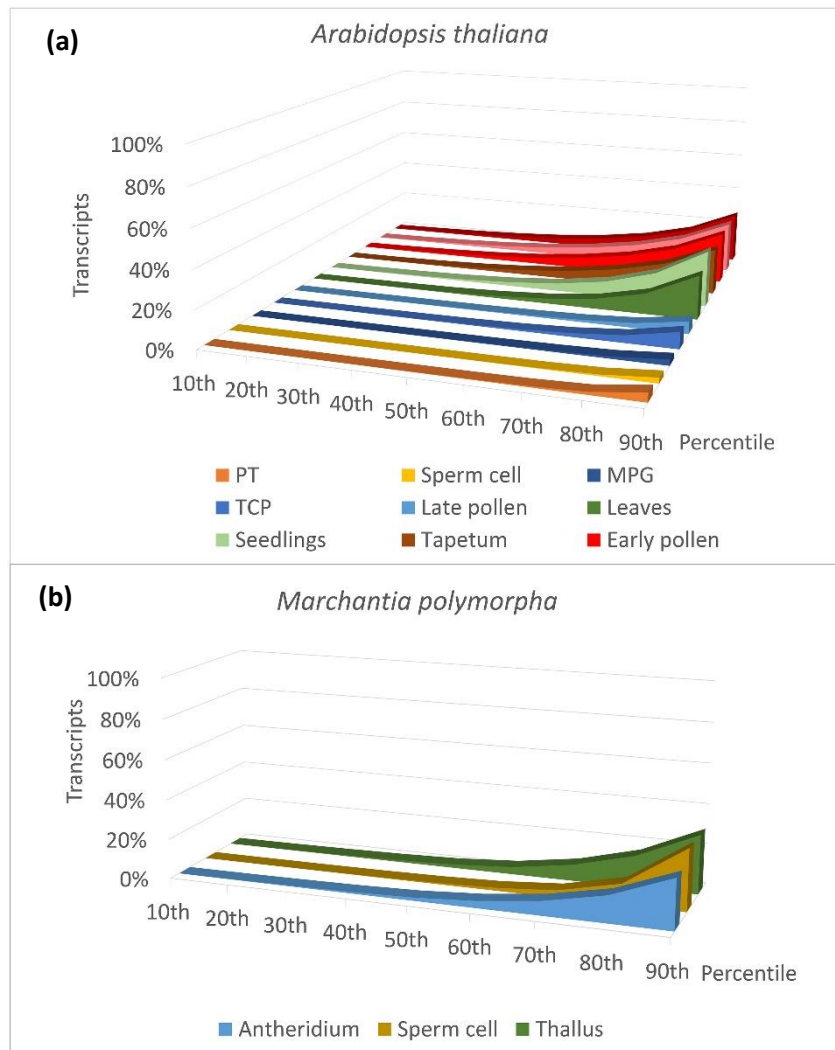 (a)
Arabidopsis thaliana
Transcripts
100%
80%
60%
40%
20%
0%
10th 20th 30th 40th 50th 60th 70th 80th 90th Percentile
PT Sperm cell MPG
TCP Late pollen Leaves
Seedlings Tapetum Early pollen
(b)
Marchantia polymorpha
Transcripts
100%
80%
60%
40%
20%
0%
10th 20th 30th 40th 50th 60th 70th 80th 90th Percentile
Antheridium Sperm cell Thallus